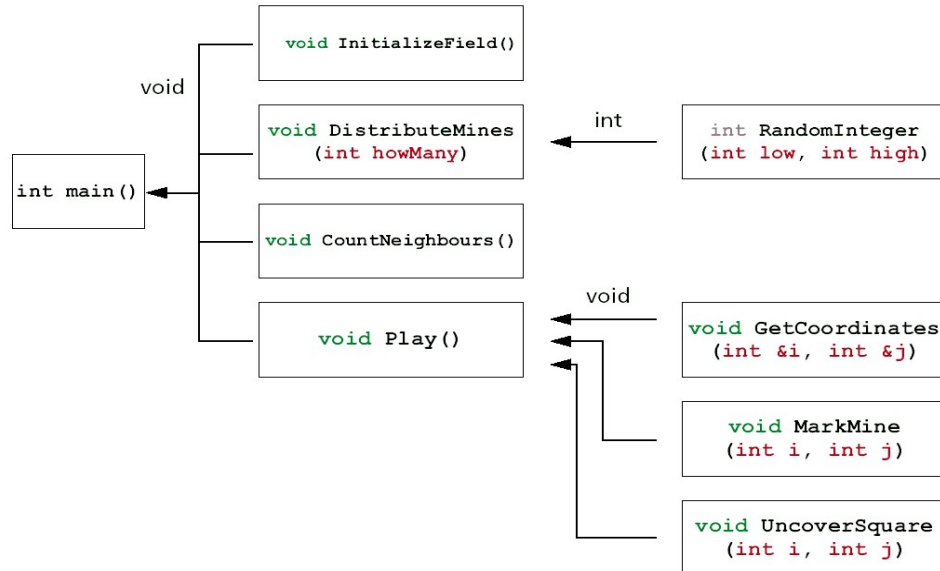 void InitializeField()
void
void DistributeMines
(int howMany)
int
int RandomInteger
(int low, int high)
int main()
void CountNeighbours()
void
void Play()
void GetCoordinates
(int &i, int &j)
void MarkMine
(int i, int j)
void UncoverSquare
(int i, int j)